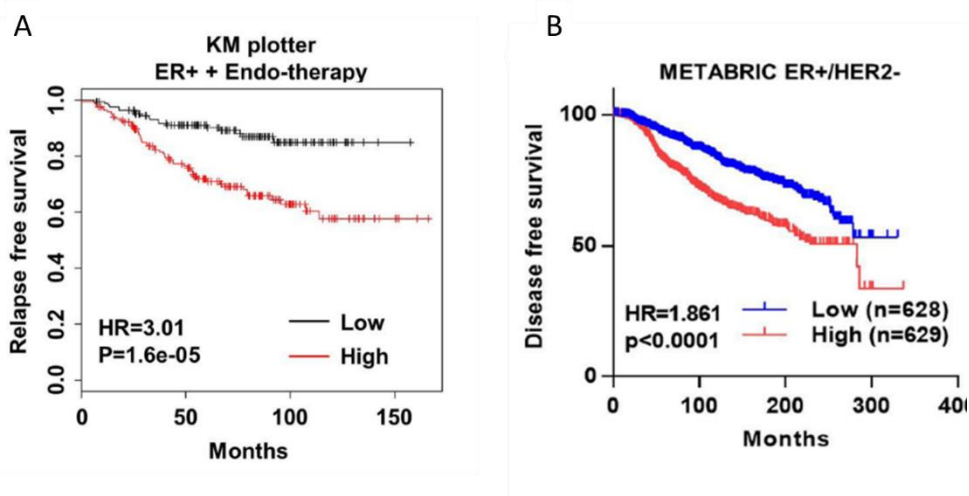 A
KM plotter
ER+ + Endo-therapy
Relapse free survival
1.0
0.8
0.6
0.4
0.2
0.0
HR=3.01
P=1.6e-05
Low
High
0 50 100 150
Months
B
METABRIC ER+/HER2-
Disease free survival
100
50
0
HR=1.861
p<0.0001
Low (n=628)
High (n=629)
0 100 200 300 400
Months